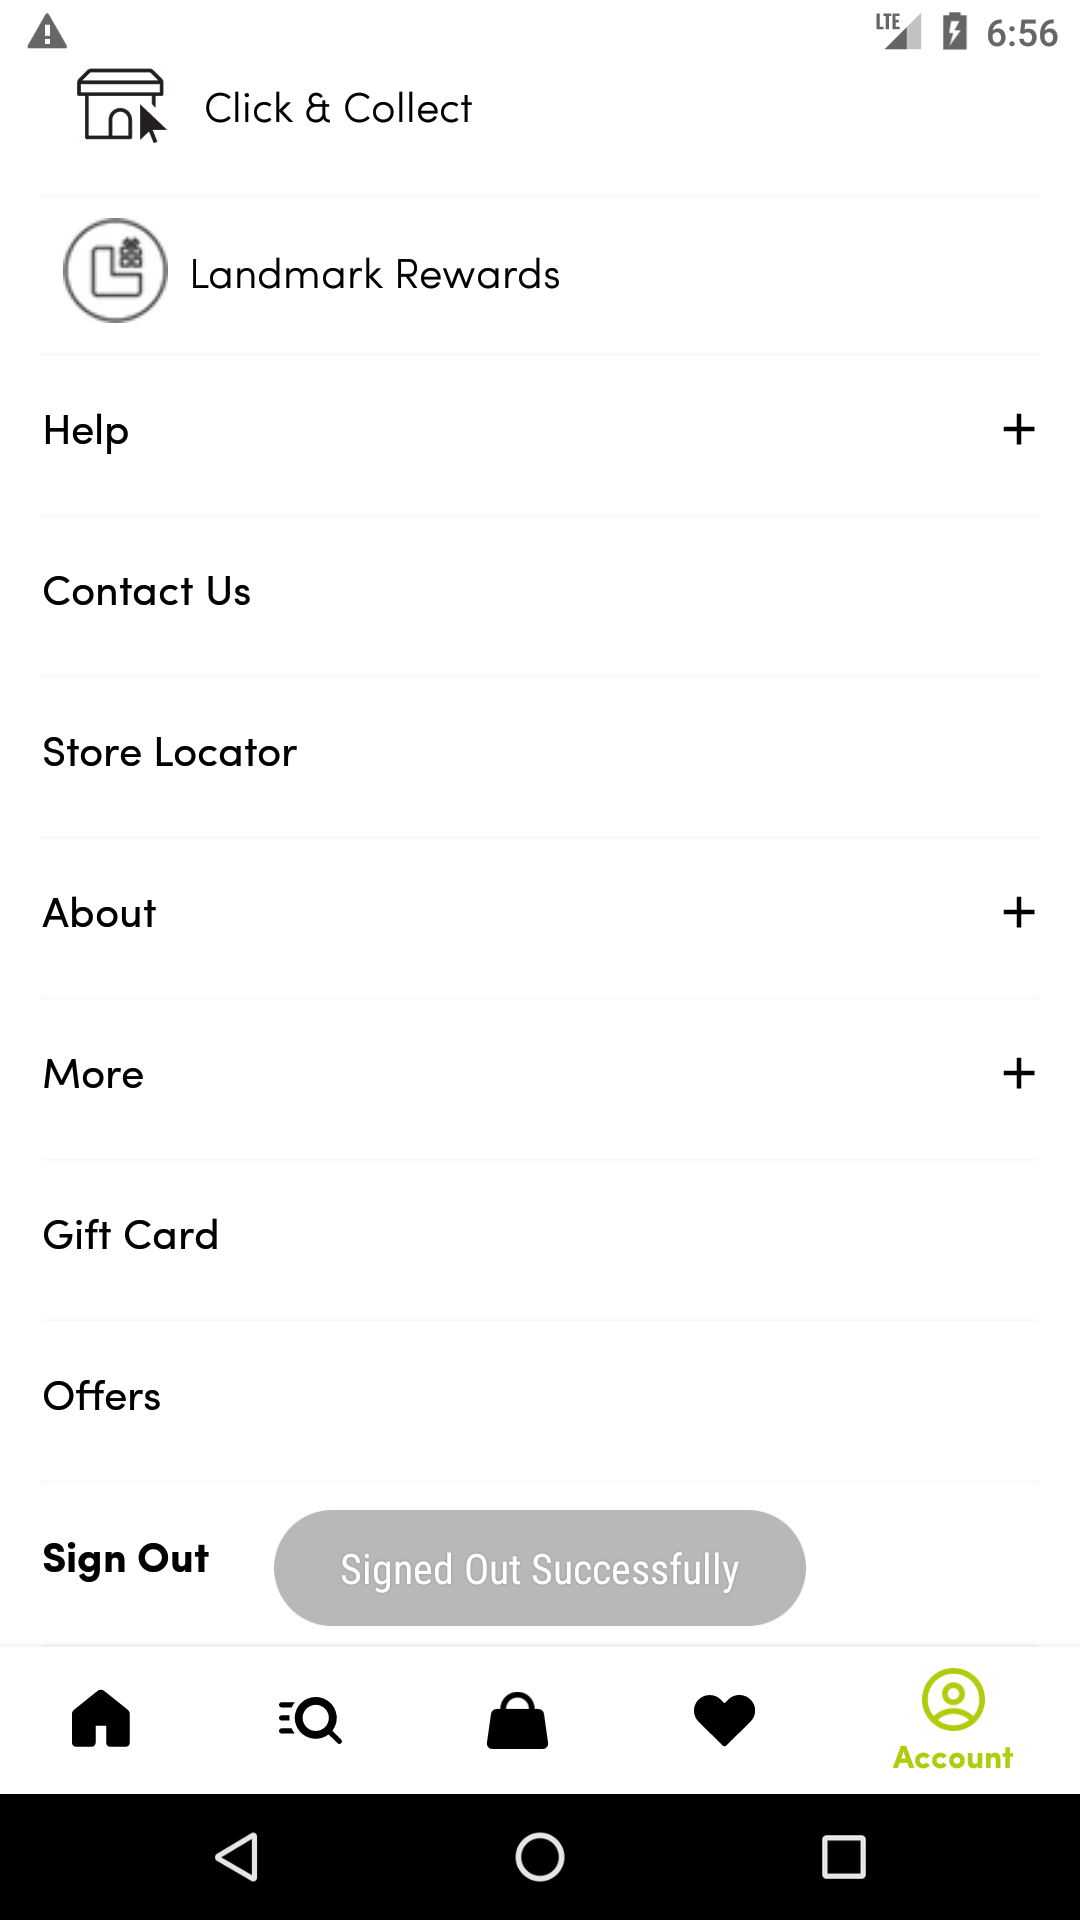 LTE 6:56
Click & Collect
Landmark Rewards
Help
Contact Us
Store Locator
About
More
Gift Card
Offers
Sign Out
Signed Out Successfully
Account